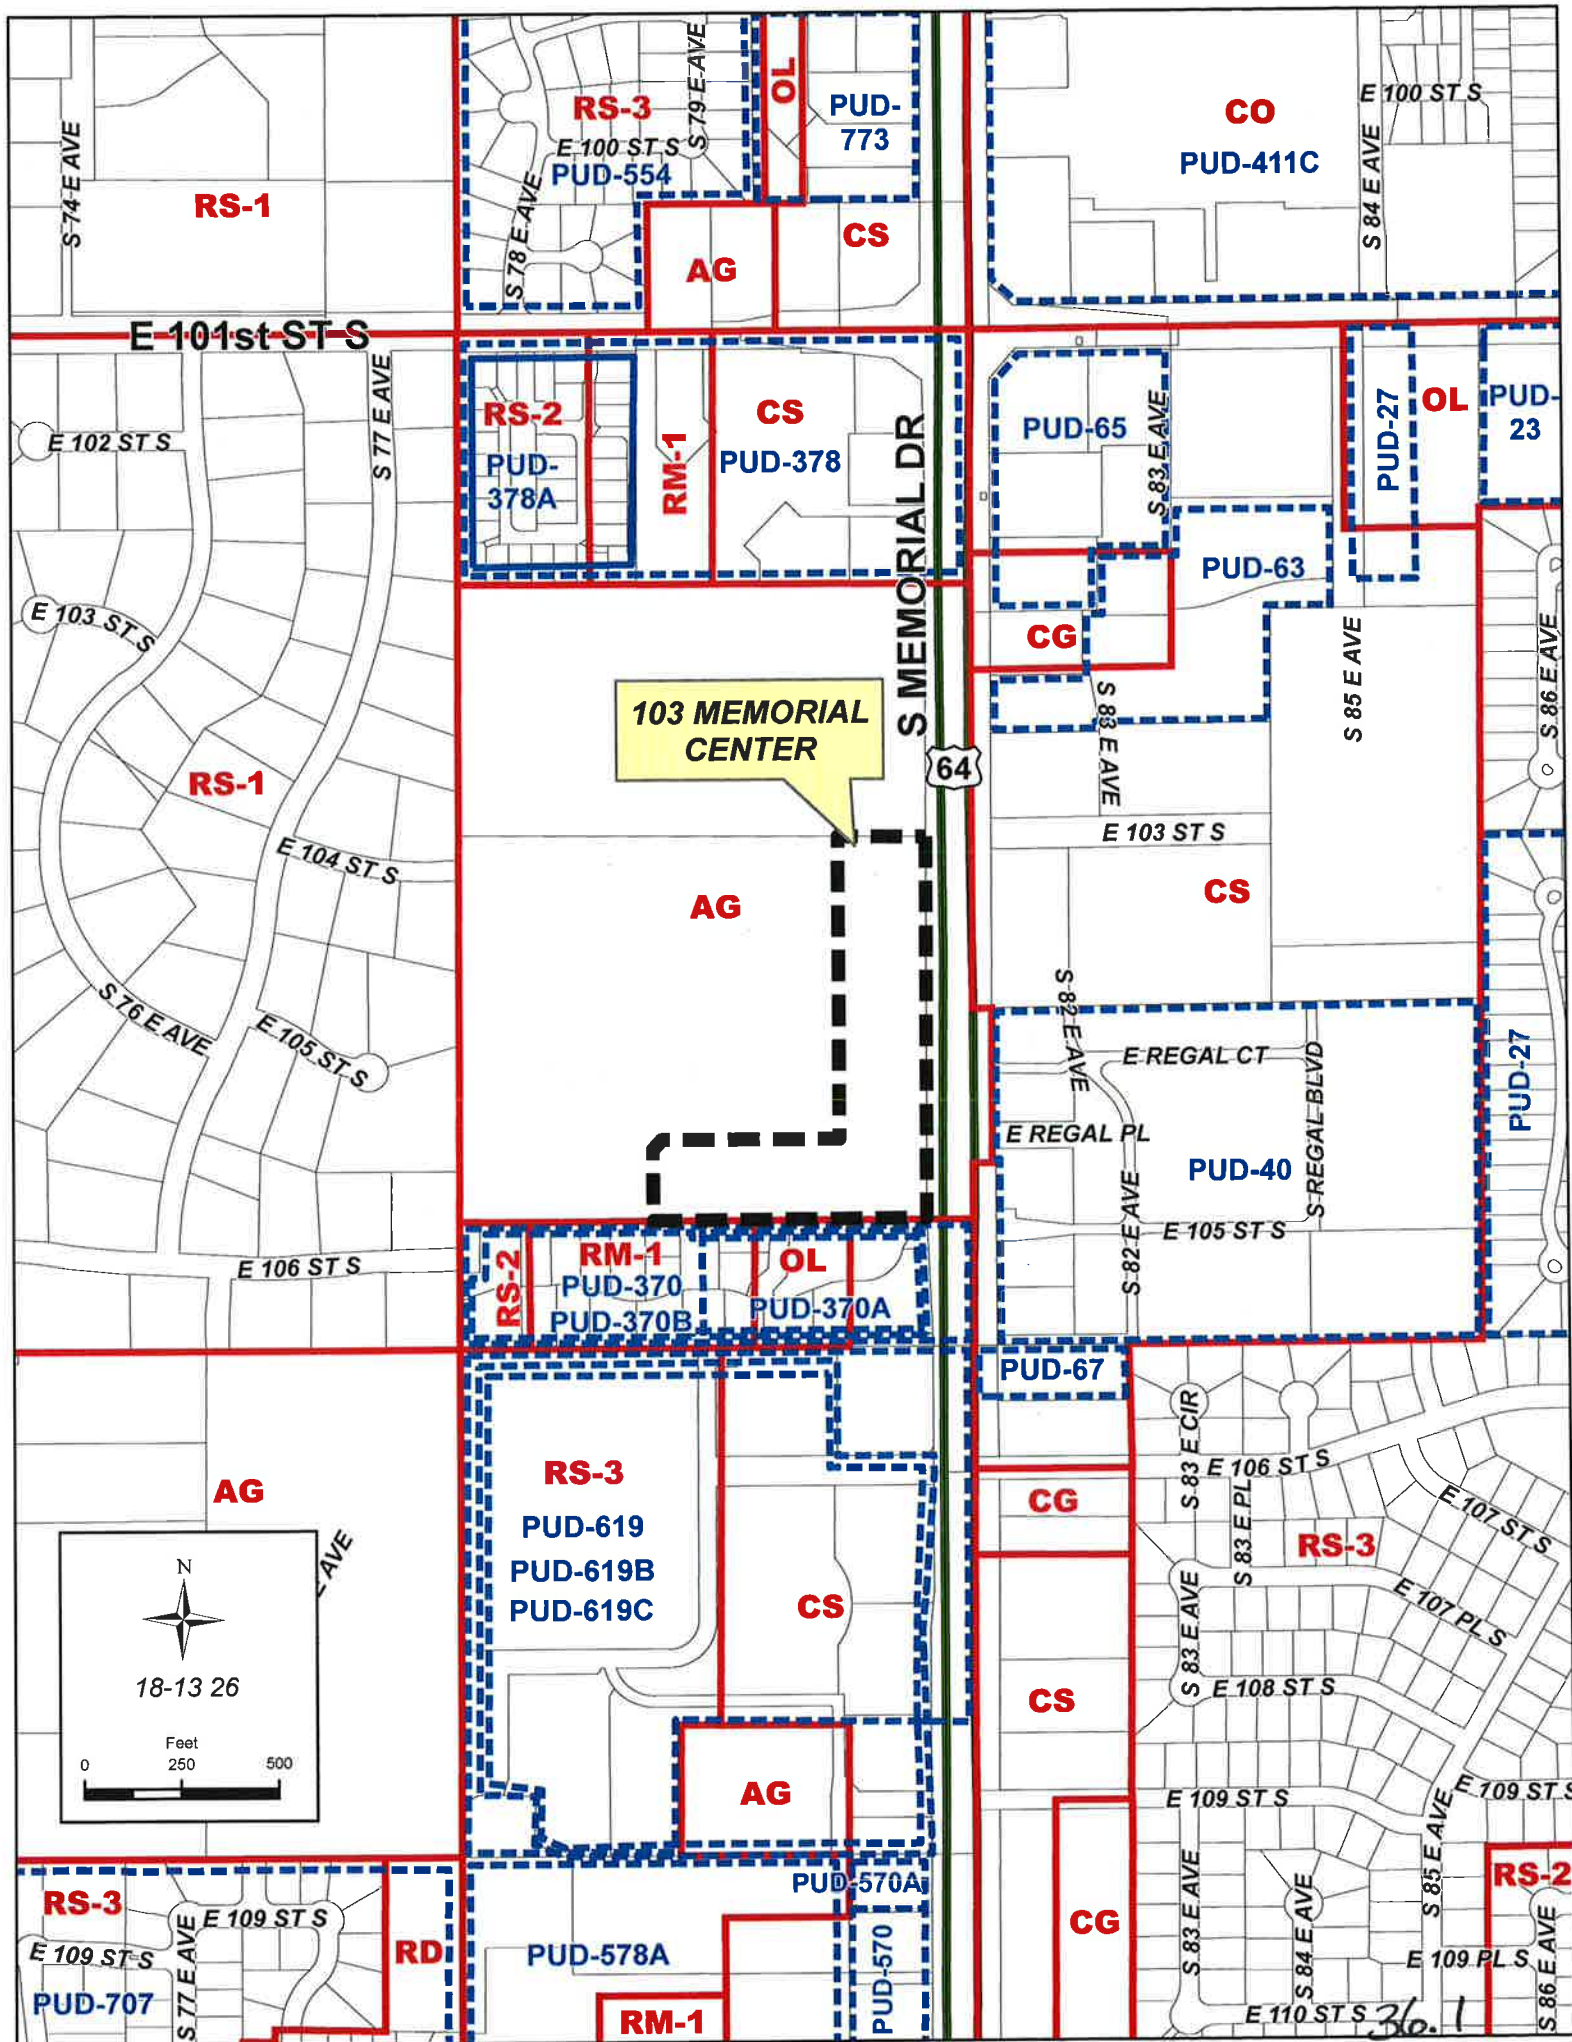 S 79 E AVE
OL
RS-3
PUD-
773
CO
E 100 ST S
S 74 E AVE
E 100 ST S
PUD-554
PUD-411C
S 84 E AVE
RS-1
S 78 E AVE
CS
AG
E 101st ST S
S 77 E AVE
RS-2
PUD-
378A
RM-1
CS
PUD-378
S MEMORIAL DR
PUD-65
S 83 E AVE
PUD-27
OL
PUD-
23
E 102 ST S
PUD-63
E 103 ST S
CG
S 85 E AVE
S 86 E AVE
103 MEMORIAL
CENTER
S 83 E AVE
64
RS-1
E 103 ST S
E 104 ST S
AG
CS
S 76 E AVE
E 105 ST S
S 82 E AVE
E REGAL CT
S REGAL BLVD
PUD-27
E REGAL PL
PUD-40
S 82 E AVE
E 105 ST S
E 106 ST S
RS-2
RM-1
PUD-370
PUD-370B
OL
PUD-370A
PUD-67
S 83 E CIR
E 106 ST S
AG
RS-3
PUD-619
PUD-619B
PUD-619C
CG
S 83 E PL
E 107 ST S
RS-3
E AVE
N
18-13 26
Feet
0 250 500
CS
S 83 E AVE
E 107 PL S
CS
E 108 ST S
AG
E 109 ST S
E 109 ST S
S 85 E AVE
RS-3
E 109 ST S
E 109 ST S
S 77 E AVE
PUD-707
RD
PUD-578A
PUD-570A
PUD-570
RM-1
CG
S 83 E AVE
S 84 E AVE
RS-2
E 109 PL S
S 86 E AVE
E 110 ST S
36.1